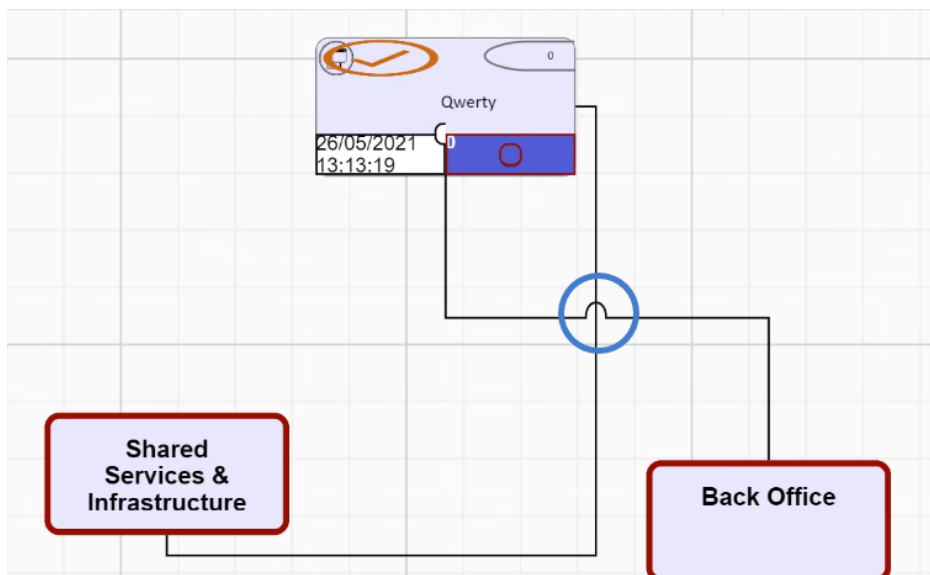 0
Qwerty
26/05/2021
13:13:19
0
Shared
Services &
Infrastructure
Back Office